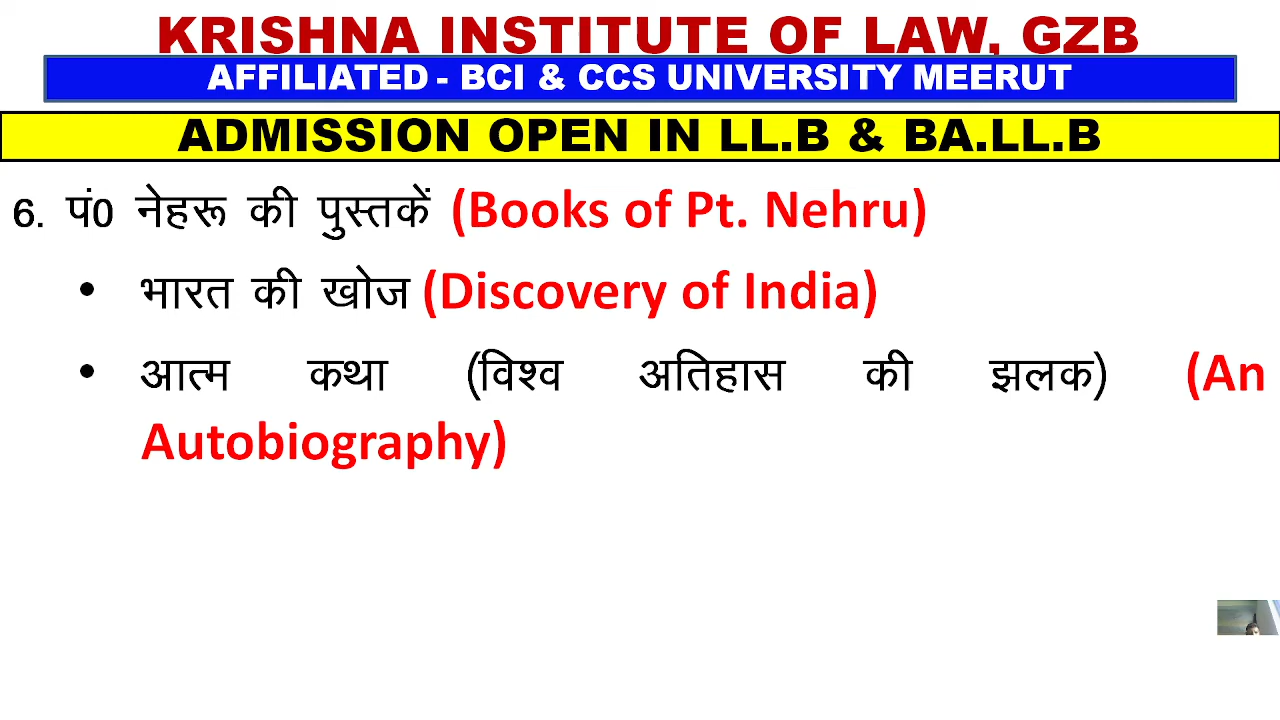 KRISHNA INSTITUTE OF LAW, GZB
AFFILIATED - BCI & CCS UNIVERSITY MEERUT
ADMISSION OPEN IN LL.B & BA.LL.B
6. पं0 नेहरू की पुस्तकें (Books of Pt. Nehru)
• भारत की खोज (Discovery of India)
• आत्म कथा (विश्व अतिहास की झलक) (An
Autobiography)